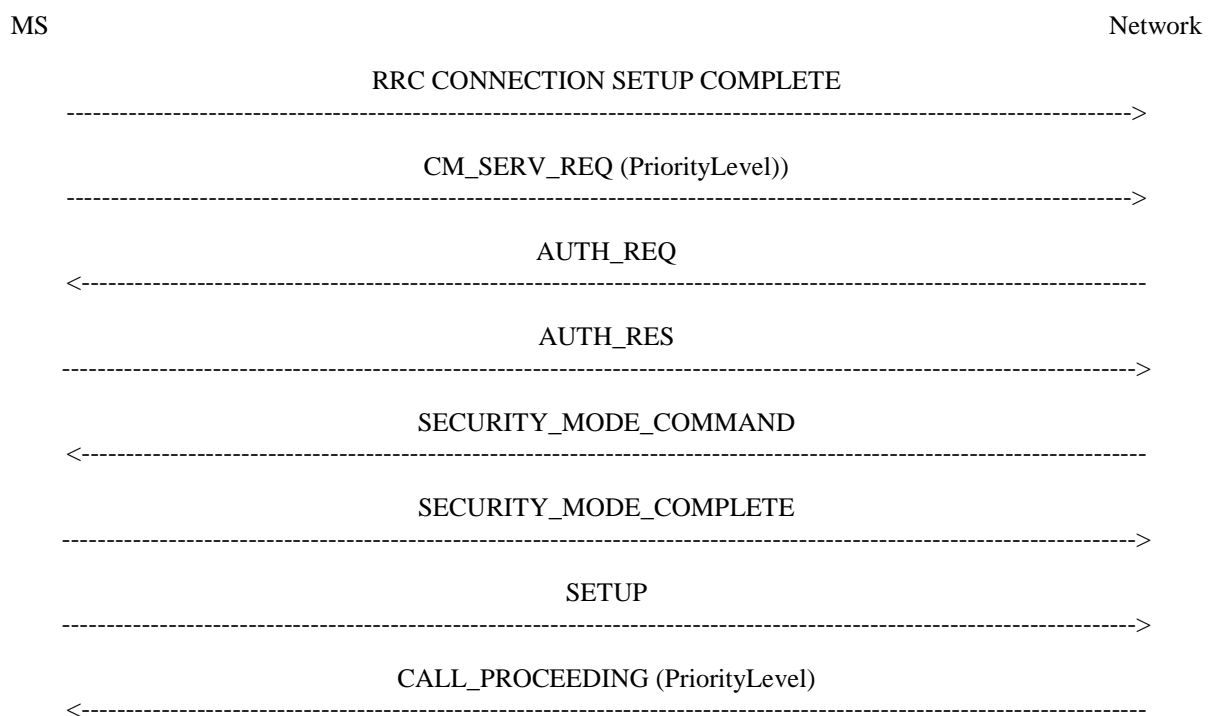 MS Network
RRC CONNECTION SETUP COMPLETE
CM_SERV_REQ (PriorityLevel))
AUTH_REQ
AUTH_RES
SECURITY_MODE_COMMAND
SECURITY_MODE_COMPLETE
SETUP
CALL_PROCEEDING (PriorityLevel)